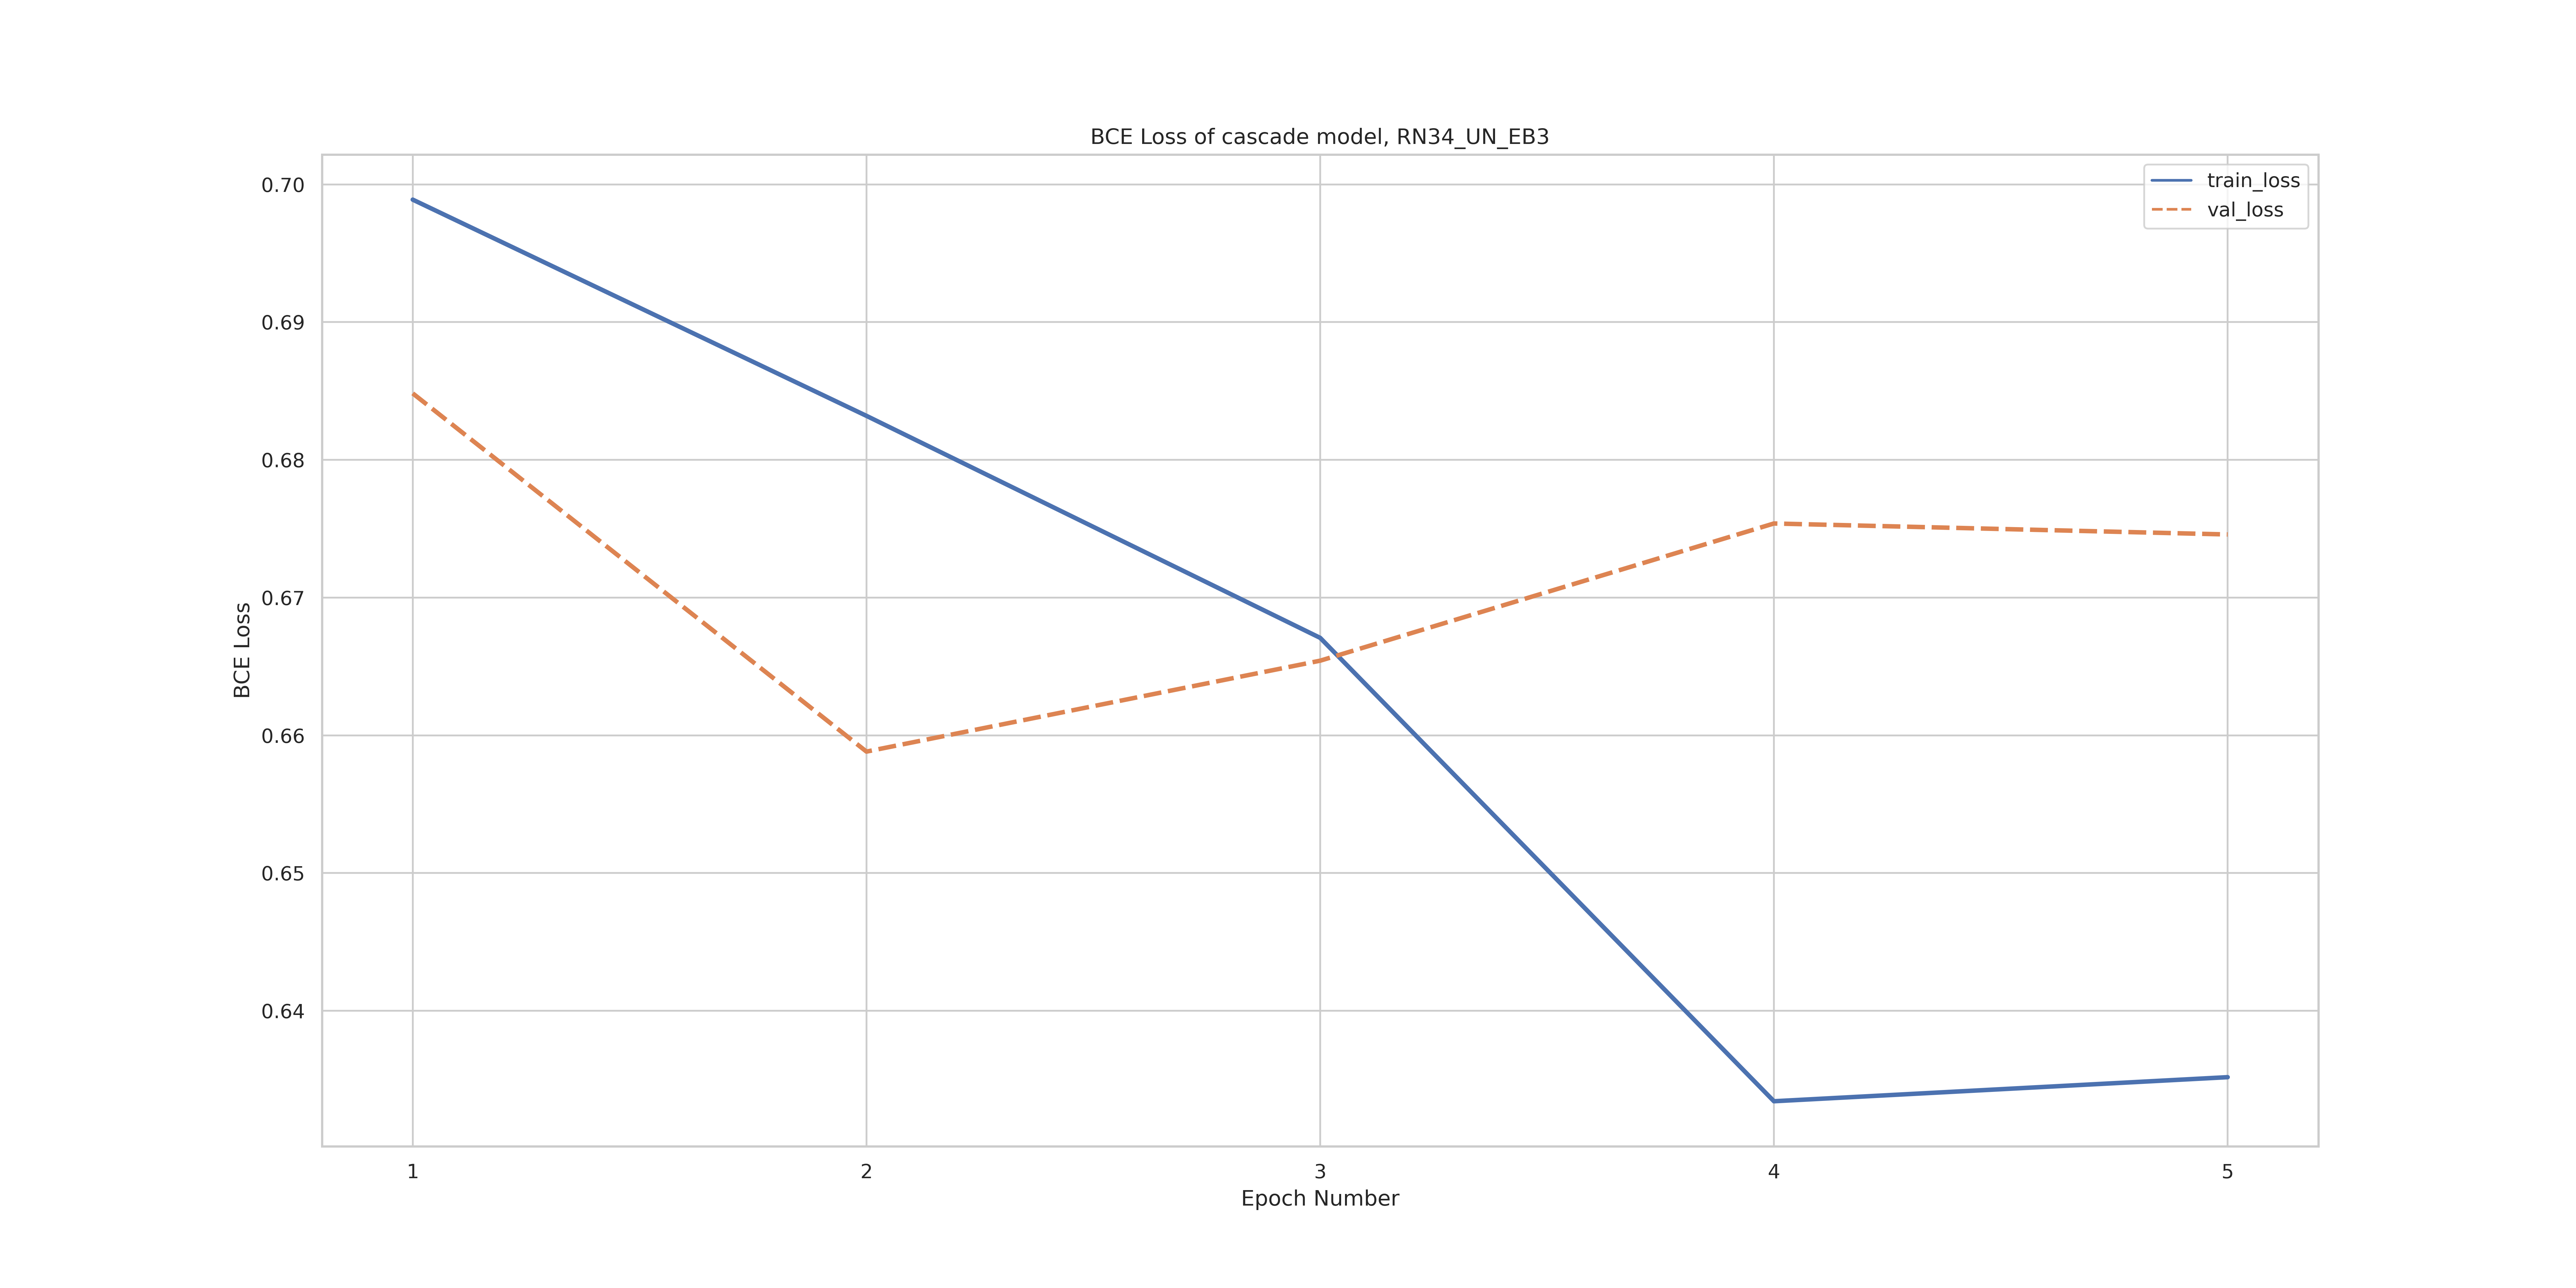 BCE Loss of cascade model, RN34_UN_EB3
train_loss
val_loss
0.70
0.69
0.68
0.67
0.66
0.65
0.64
BCE Loss
1 2 3 4 5
Epoch Number